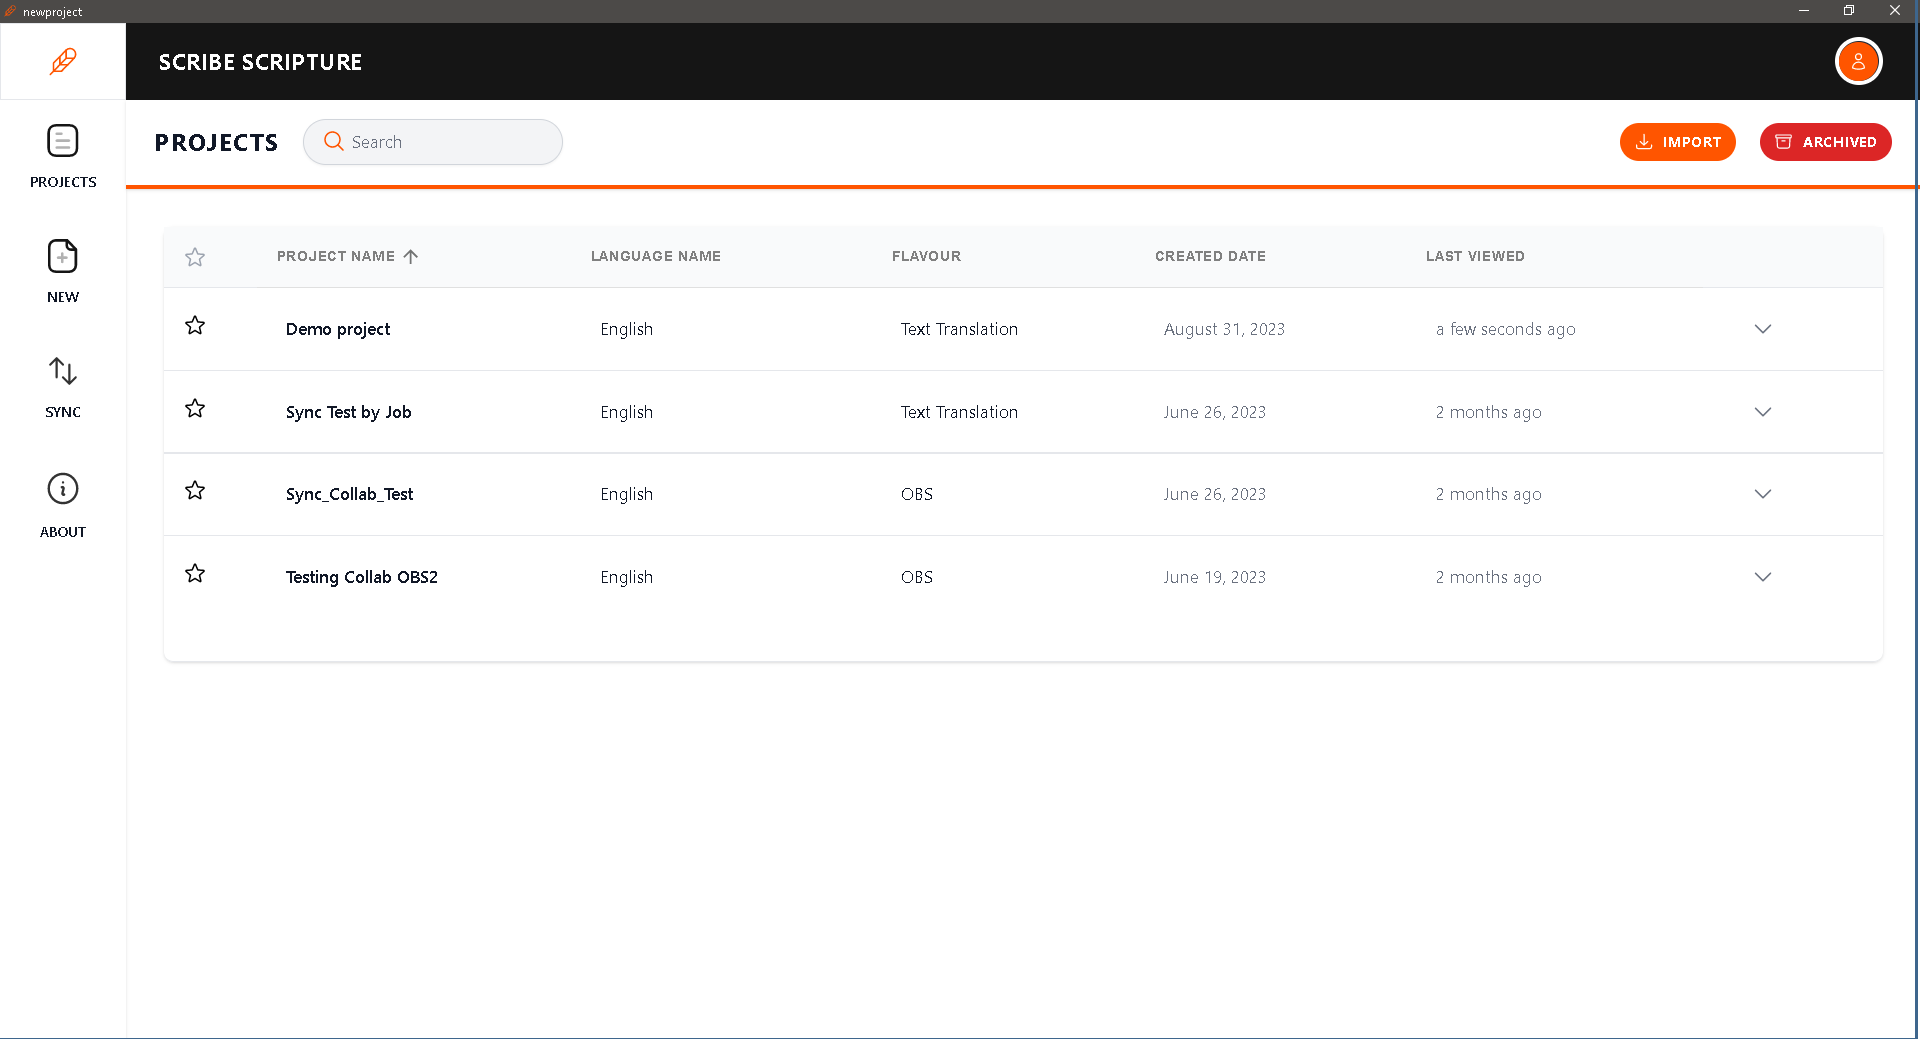 newproject
SCRIBE SCRIPTURE
PROJECTS Search IMPORT ARCHIVED
PROJECTS
NEW
SYNC
ABOUT
PROJECT NAME LANGUAGE NAME FLAVOUR CREATED DATE LAST VIEWED
Demo project English Text Translation August 31, 2023 a few seconds ago
Sync Test by Job English Text Translation June 26, 2023 2 months ago
Sync_Collab_Test English OBS June 26, 2023 2 months ago
Testing Collab OBS2 English OBS June 19, 2023 2 months ago